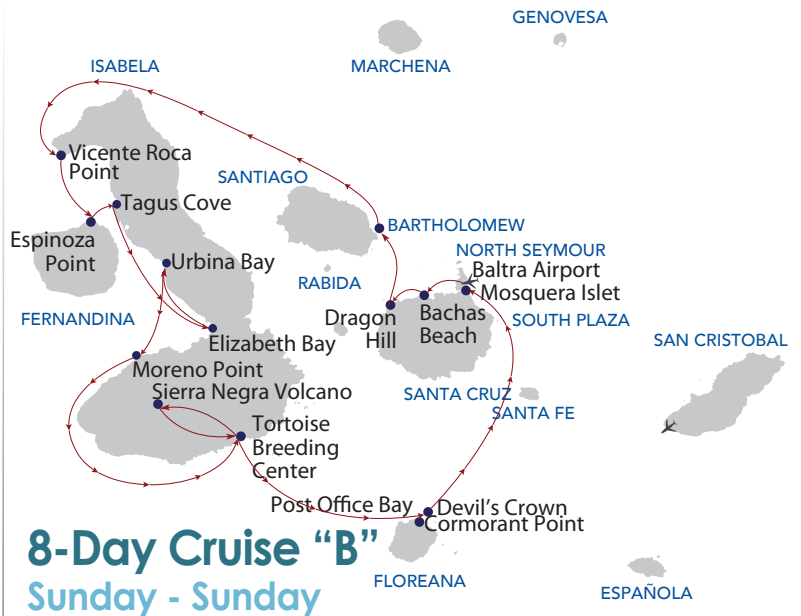 GENOVESA
MARCHENA
ISABELA
Vicente Roca
Point
SANTIAGO
Tagus Cove
BARTHOLOMEW
Espinoza
Point
NORTH SEYMOUR
Baltra Airport
Urbina Bay
RABIDA
Mosquera Islet
Dragon
Hill
Bachas
Beach
SOUTH PLAZA
FERNANDINA
Elizabeth Bay
SAN CRISTOBAL
Moreno Point
Sierra Negra Volcano
SANTA CRUZ
SANTA FE
Tortoise
Breeding
Center
Post Office Bay
Devil's Crown
Cormorant Point
8-Day Cruise “B”
Sunday - Sunday
FLOREANA
ESPAÑOLA